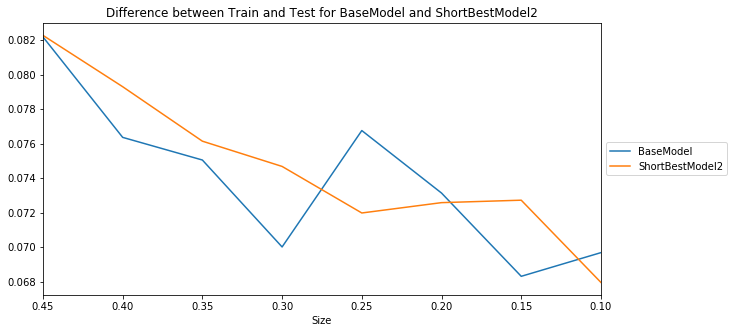 Difference between Train and Test for BaseModel and ShortBestModel2
0.082
0.080
0.078
0.076
0.074
0.072
0.070
0.068
0.45 0.40 0.35 0.30 0.25 0.20 0.15 0.10
Size
BaseModel
ShortBestModel2